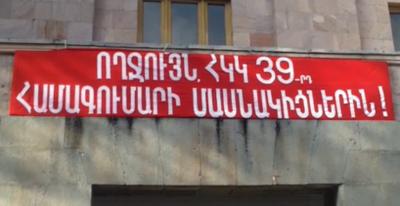 ՈՂՋՈՒՅՆ, ՀԿԿ 39-ՐԴ
ՀԱՄԱԳՈՒՄԱՐԻ ՄԱՍՆԱԿԻՑՆԵՐԻՆ!